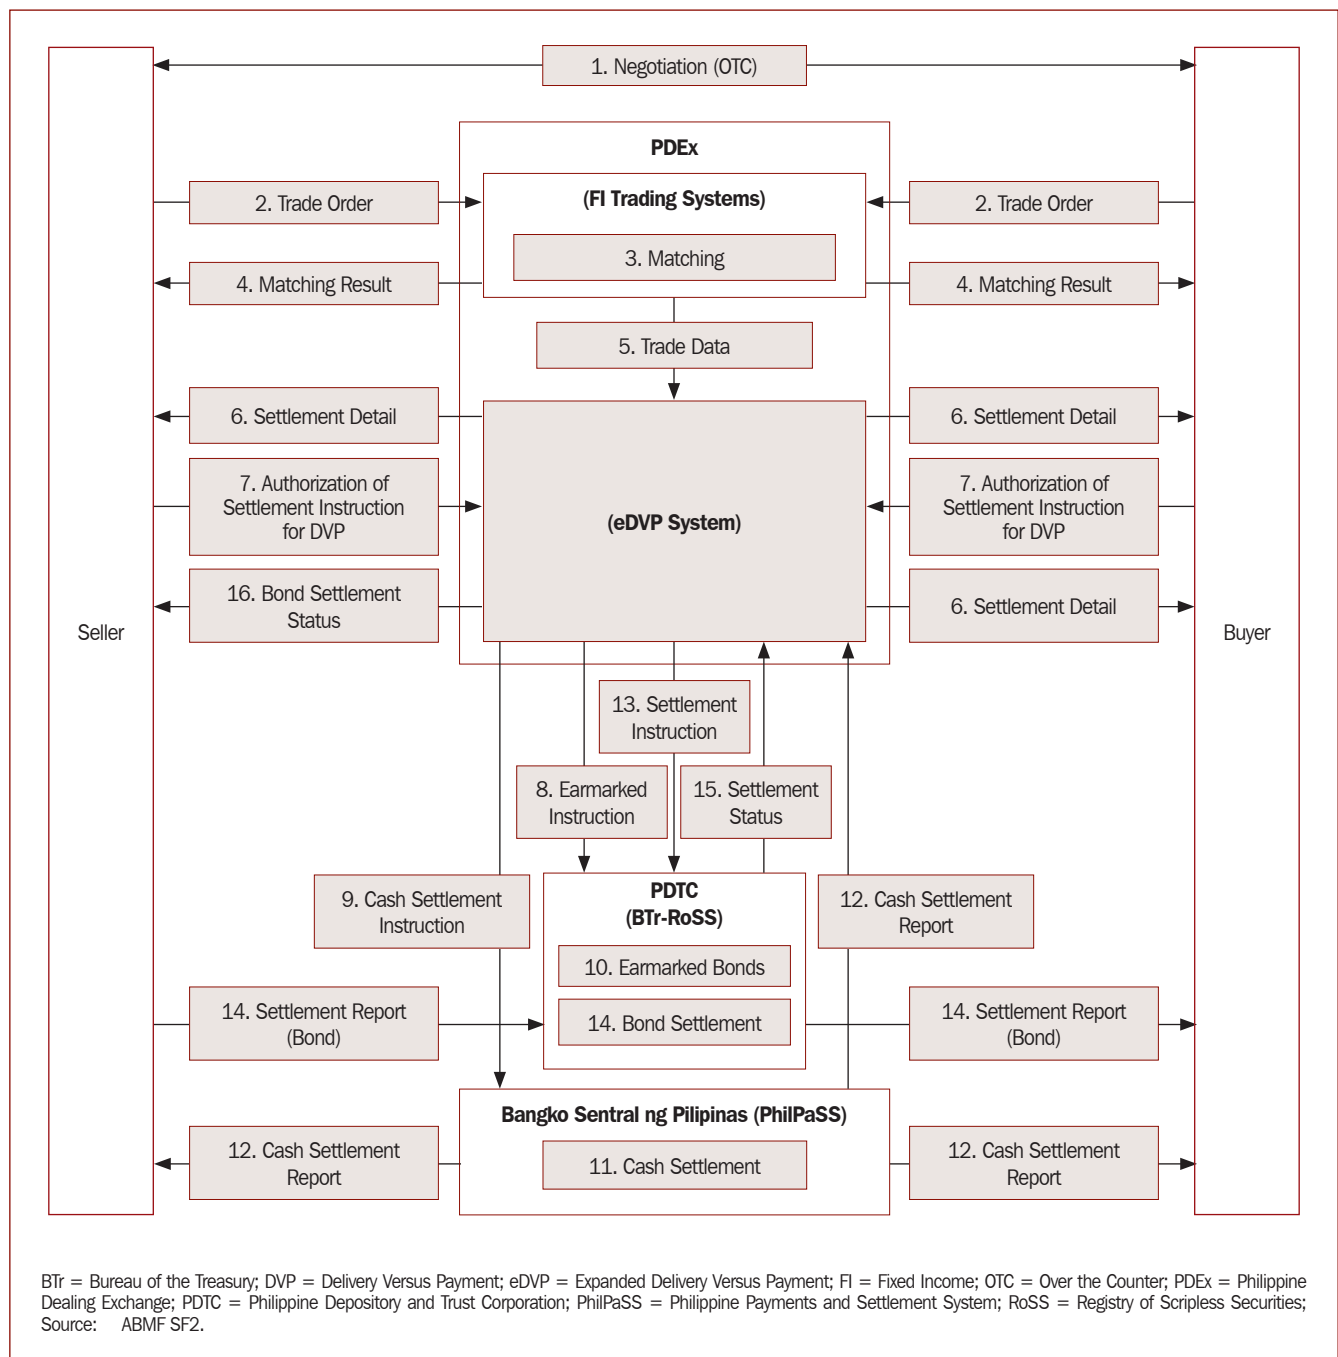 1. Negotiation (OTC)
PDEx
(FI Trading Systems)
2. Trade Order
2. Trade Order
3. Matching
4. Matching Result
4. Matching Result
5. Trade Data
6. Settlement Detail
6. Settlement Detail
7. Authorization of
Settlement Instruction
for DVP
(eDVP System)
7. Authorization of
Settlement Instruction
for DVP
16. Bond Settlement
Status
6. Settlement Detail
Seller
Buyer
13. Settlement
Instruction
8. Earmarked
Instruction
15. Settlement
Status
9. Cash Settlement
Instruction
PDTC
(BTr-RoSS)
12. Cash Settlement
Report
10. Earmarked Bonds
14. Settlement Report
(Bond)
14. Bond Settlement
14. Settlement Report
(Bond)
Bangko Sentral ng Pilipinas (PhilPaSS)
12. Cash Settlement
Report
11. Cash Settlement
12. Cash Settlement
Report
BTr = Bureau of the Treasury; DVP = Delivery Versus Payment; eDVP = Expanded Delivery Versus Payment; FI = Fixed Income; OTC = Over the Counter; PDEx = Philippine
Dealing Exchange; PDTC = Philippine Depository and Trust Corporation; PhilPaSS = Philippine Payments and Settlement System; RoSS = Registry of Scripless Securities;
Source: ABMF SF2.